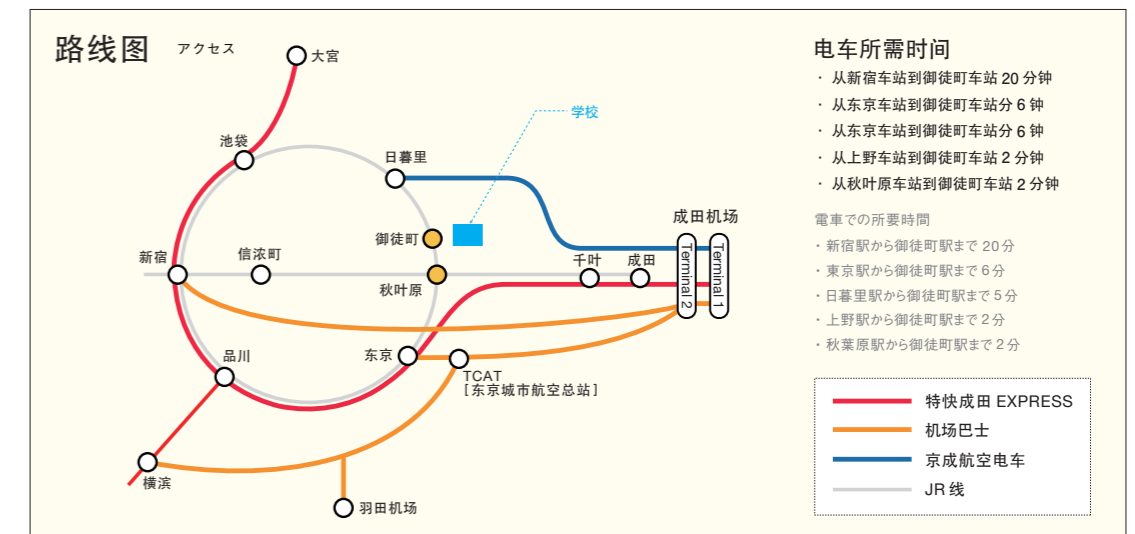 路线图 アクセス
大宮
池袋
日暮里
学校
御徒町
成田机场
新宿
信浓町
秋叶原
千叶
成田
Terminal 2
Terminal 1
品川
东京
TCAT
[东京城市航空总站]
横滨
羽田机场
电车所需时间
· 从新宿车站到御徒町车站 20 分钟
· 从东京车站到御徒町车站分 6 钟
· 从东京车站到御徒町车站分 6 钟
· 从上野车站到御徒町车站 2 分钟
· 从秋叶原车站到御徒町车站 2 分钟
電車での所要時間
・新宿駅から御徒町駅まで 20 分
・東京駅から御徒町駅まで 6 分
・日暮里駅から御徒町駅まで 5 分
・上野駅から御徒町駅まで 2 分
・秋葉原駅から御徒町駅まで 2 分
特快成田 EXPRESS
机场巴士
京成航空电车
JR 线